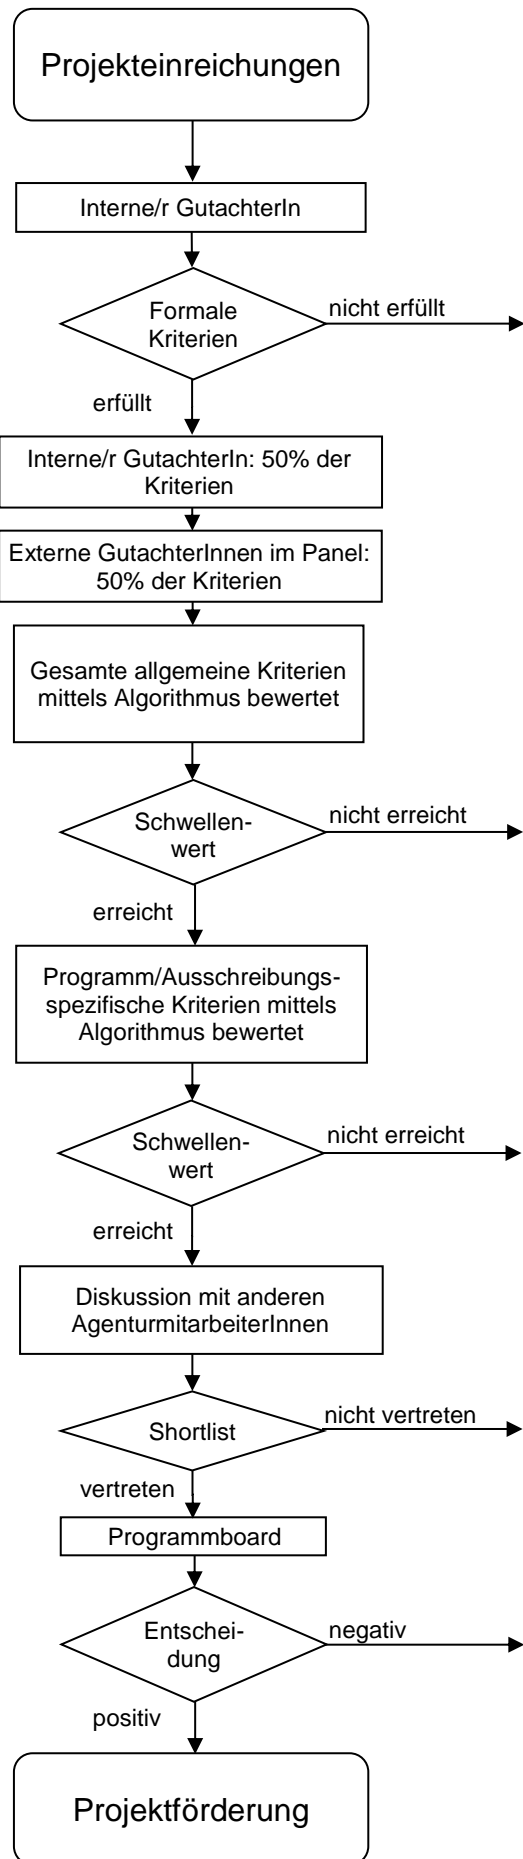 Projekteinreichungen
Interne/r GutachterIn
Formale
Kriterien
nicht erfüllt
erfüllt
Interne/r GutachterIn: 50% der
Kriterien
Externe GutachterInnen im Panel:
50% der Kriterien
Gesamte allgemeine Kriterien
mittels Algorithmus bewertet
Schwellen-
wert
nicht erreicht
erreicht
Programm/Ausschreibungs-
spezifische Kriterien mittels
Algorithmus bewertet
Schwellen-
wert
nicht erreicht
erreicht
Diskussion mit anderen
AgenturmitarbeiterInnen
Shortlist
nicht vertreten
vertreten
Programmboard
Entschei-
dung
negativ
positiv
Projektförderung